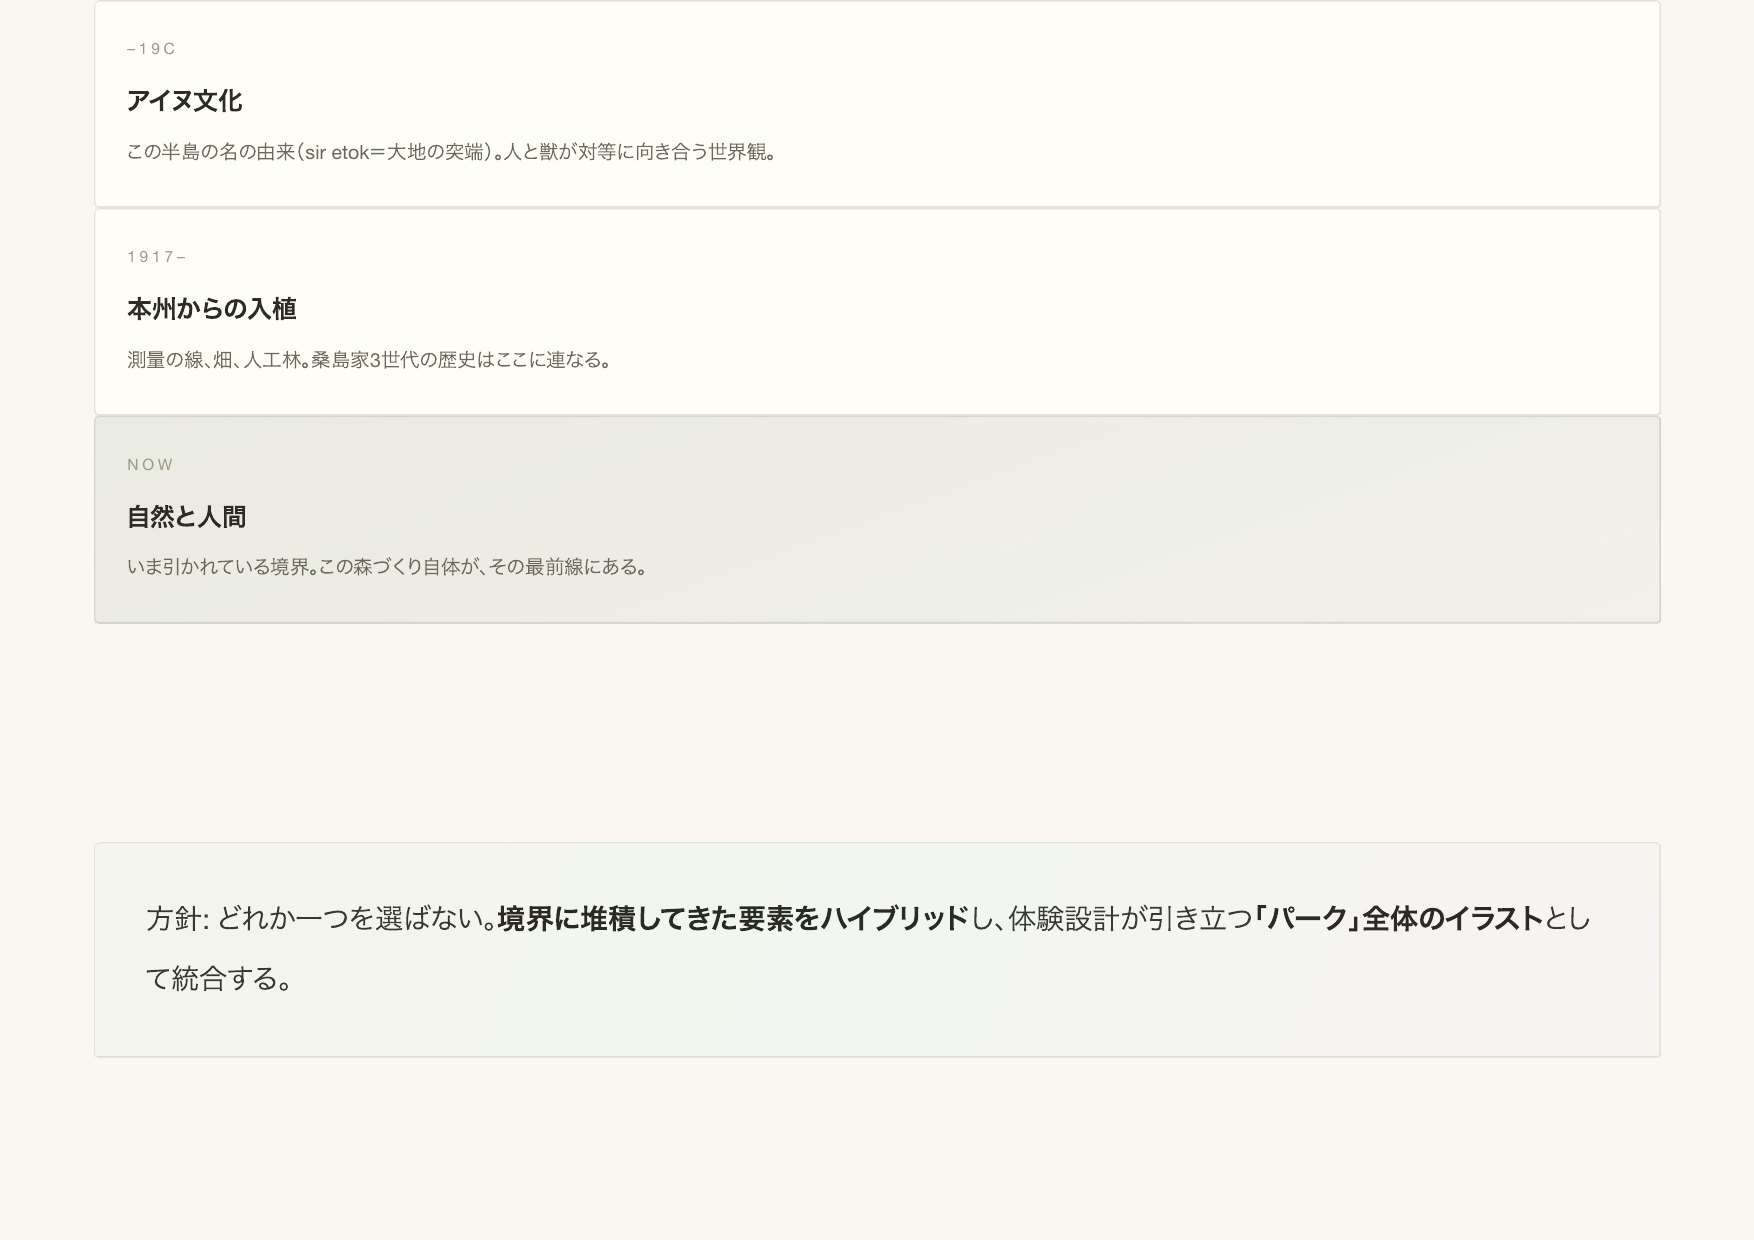 –19C
アイヌ文化
この半島の名の由来（sir etok＝大地の突端）。人と獣が対等に向き合う世界観。
1917–
本州からの入植
測量の線、畑、人工林。桑島家3世代の歴史はここに連なる。
NOW
自然と人間
いま引かれている境界。この森づくり自体が、その最前線にある。
方針: どれか一つを選ばない。境界に堆積してきた要素をハイブリッドし、体験設計が引き立つ「パーク」全体のイラストとし
て統合する。